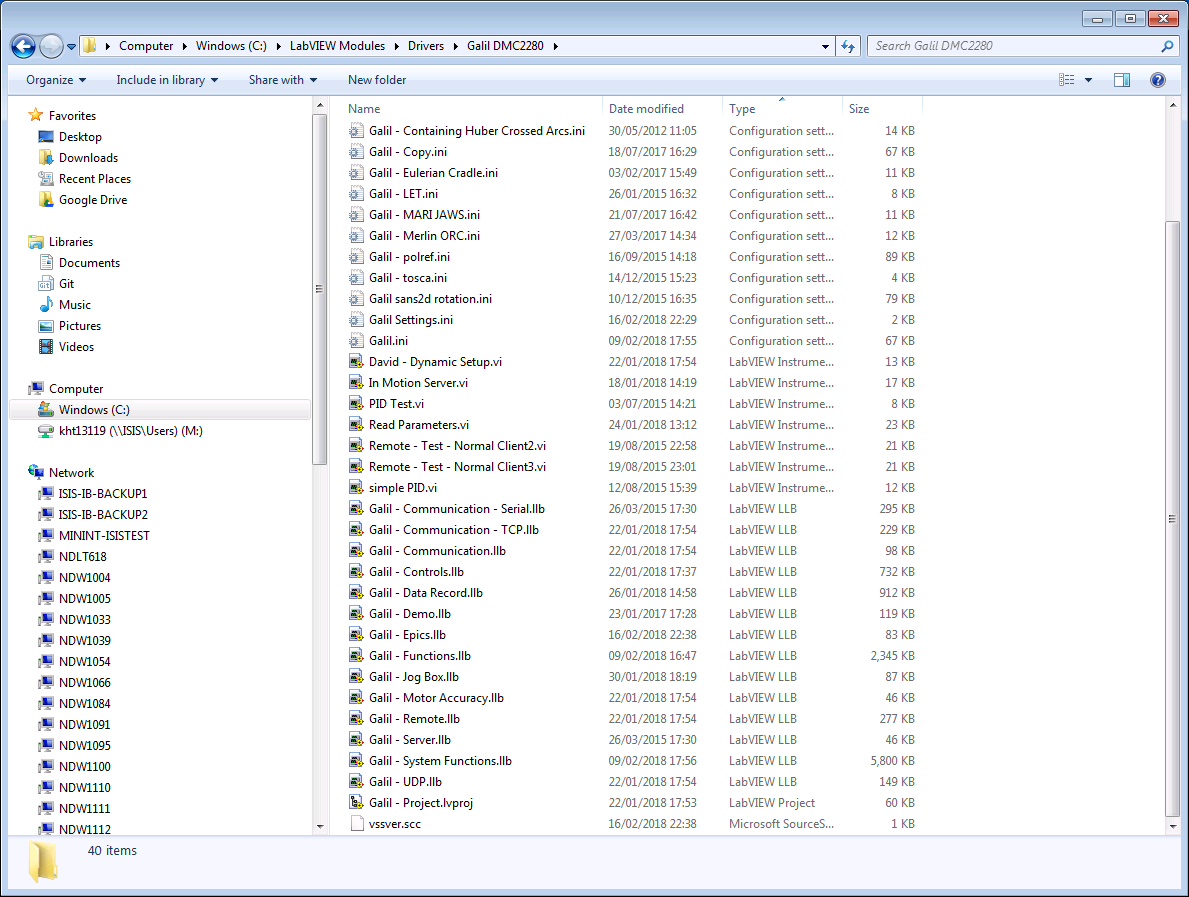 Computer Windows (C:) LabVIEW Modules Drivers Galil DMC2280 Search Galil DMC2280
Organize Include in library Share with New folder
Favorites
Desktop
Downloads
Recent Places
Google Drive
Libraries
Documents
Git
Music
Pictures
Videos
Computer
Windows (C:)
kht13119 (\\ISIS\Users) (M:)
Network
ISIS-IB-BACKUP1
ISIS-IB-BACKUP2
MININT-ISISTEST
NDLT618
NDW1004
NDW1005
NDW1033
NDW1039
NDW1054
NDW1066
NDW1084
NDW1091
NDW1095
NDW1100
NDW1110
NDW1111
NDW1112
Name Date modified Type Size
Galil - Containing Huber Crossed Arcs.ini 30/05/2012 11:05 Configuration sett... 14 KB
Galil - Copy.ini 18/07/2017 16:29 Configuration sett... 67 KB
Galil - Eulerian Cradle.ini 03/02/2017 15:49 Configuration sett... 11 KB
Galil - LET.ini 26/01/2015 16:32 Configuration sett... 8 KB
Galil - MARI JAWS.ini 21/07/2017 16:42 Configuration sett... 11 KB
Galil - Merlin ORC.ini 27/03/2017 14:34 Configuration sett... 12 KB
Galil - polref.ini 16/09/2015 14:18 Configuration sett... 89 KB
Galil - tosca.ini 14/12/2015 15:23 Configuration sett... 4 KB
Galil sans2d rotation.ini 10/12/2015 16:35 Configuration sett... 79 KB
Galil Settings.ini 16/02/2018 22:29 Configuration sett... 2 KB
Galil.ini 09/02/2018 17:55 Configuration sett... 67 KB
David - Dynamic Setup.vi 22/01/2018 17:54 LabVIEW Instrume... 13 KB
In Motion Server.vi 18/01/2018 14:19 LabVIEW Instrume... 17 KB
PID Test.vi 03/07/2015 14:21 LabVIEW Instrume... 8 KB
Read Parameters.vi 24/01/2018 13:12 LabVIEW Instrume... 23 KB
Remote - Test - Normal Client2.vi 19/08/2015 22:58 LabVIEW Instrume... 21 KB
Remote - Test - Normal Client3.vi 19/08/2015 23:01 LabVIEW Instrume... 21 KB
simple PID.vi 12/08/2015 15:39 LabVIEW Instrume... 12 KB
Galil - Communication - Serial.llb 26/03/2015 17:30 LabVIEW LLB 295 KB
Galil - Communication - TCP.llb 22/01/2018 17:54 LabVIEW LLB 229 KB
Galil - Communication.llb 22/01/2018 17:54 LabVIEW LLB 98 KB
Galil - Controls.llb 22/01/2018 17:37 LabVIEW LLB 732 KB
Galil - Data Record.llb 26/01/2018 14:58 LabVIEW LLB 912 KB
Galil - Demo.llb 23/01/2017 17:28 LabVIEW LLB 119 KB
Galil - Epics.llb 16/02/2018 22:38 LabVIEW LLB 83 KB
Galil - Functions.llb 09/02/2018 16:47 LabVIEW LLB 2,345 KB
Galil - Jog Box.llb 30/01/2018 18:19 LabVIEW LLB 87 KB
Galil - Motor Accuracy.llb 22/01/2018 17:54 LabVIEW LLB 46 KB
Galil - Remote.llb 22/01/2018 17:54 LabVIEW LLB 277 KB
Galil - Server.llb 26/03/2015 17:30 LabVIEW LLB 46 KB
Galil - System Functions.llb 09/02/2018 17:56 LabVIEW LLB 5,800 KB
Galil - UDP.llb 22/01/2018 17:54 LabVIEW LLB 149 KB
Galil - Project.lvproj 22/01/2018 17:53 LabVIEW Project 60 KB
vssver.scc 16/02/2018 22:38 Microsoft SourceS... 1 KB
40 items